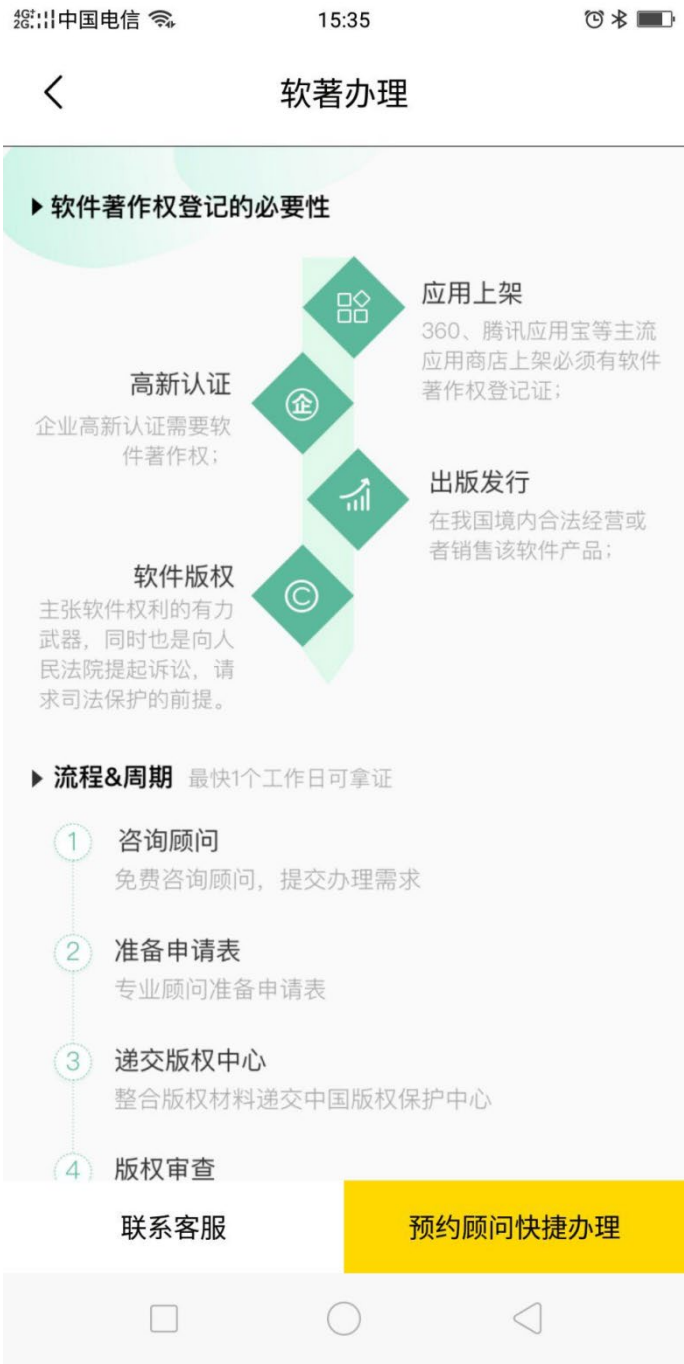 4G+ 2G 中国电信 15:35
软著办理
软件著作权登记的必要性
应用上架
360、腾讯应用宝等主流
应用商店上架必须有软件
著作权登记证；
高新认证
企业高新认证需要软
件著作权；
企
出版发行
在我国境内合法经营或
者销售该软件产品；
软件版权
主张软件权利的有力
武器，同时也是向人
民法院提起诉讼，请
求司法保护的前提。
©
流程&周期 最快1个工作日可拿证
1 咨询顾问
免费咨询顾问，提交办理需求
2 准备申请表
专业顾问准备申请表
3 递交版权中心
整合版权材料递交中国版权保护中心
4 版权审查
联系客服 预约顾问快捷办理